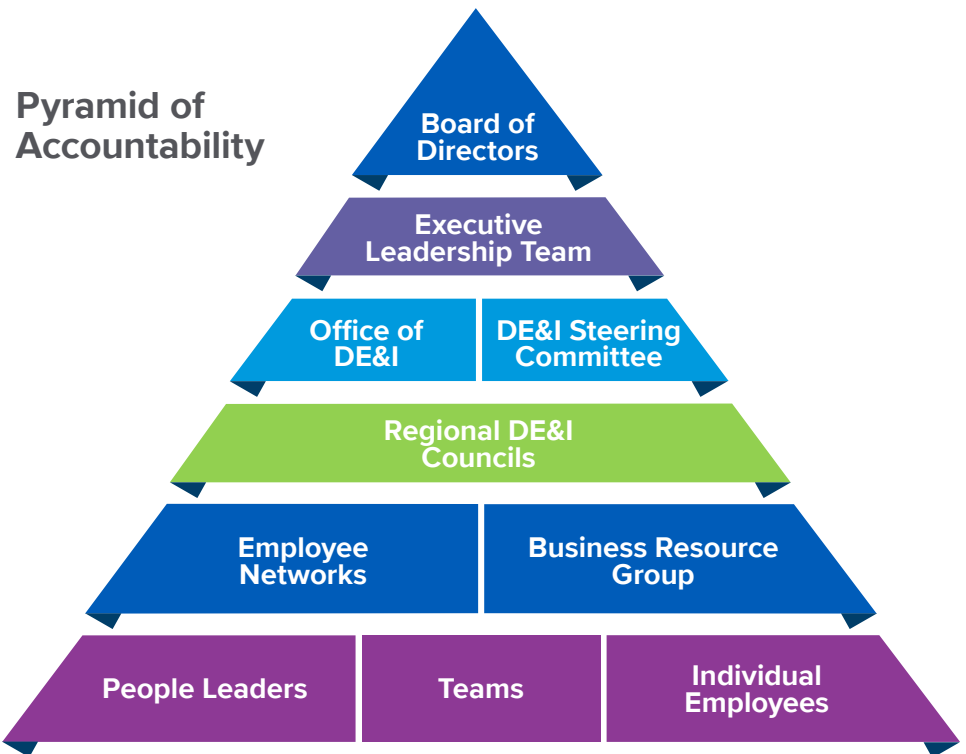 Pyramid of
Accountability
Board of
Directors
Executive
Leadership Team
Office of
DE&I
DE&I Steering
Committee
Regional DE&I
Councils
Employee
Networks
Business Resource
Group
People Leaders
Teams
Individual
Employees